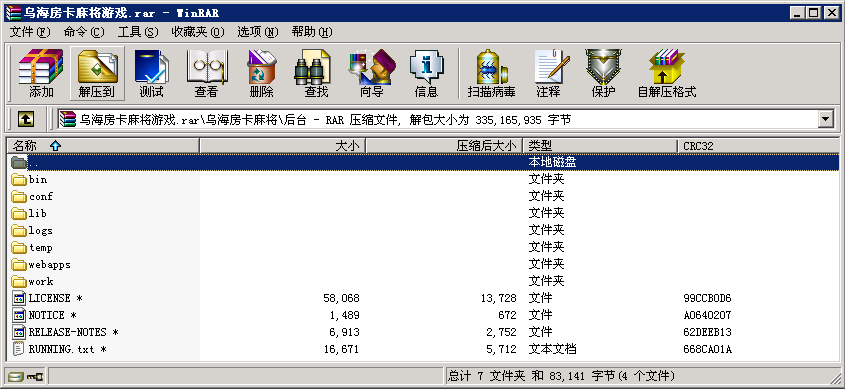 乌海房卡麻将游戏.rar - WinRAR
文件(F) 命令(C) 工具(S) 收藏夹(O) 选项(N) 帮助(H)
添加 解压到 测试 查看 删除 查找 向导 信息 扫描病毒 注释 保护 自解压格式
乌海房卡麻将游戏.rar\乌海房卡麻将\后台 - RAR 压缩文件, 解包大小为 335,165,935 字节
名称 大小 压缩后大小 类型 CRC32
.. 本地磁盘
bin 文件夹
conf 文件夹
lib 文件夹
logs 文件夹
temp 文件夹
webapps 文件夹
work 文件夹
LICENSE * 58,068 13,728 文件 99CCB0D6
NOTICE * 1,489 672 文件 A0640207
RELEASE-NOTES * 6,913 2,752 文件 62DEEB13
RUNNING.txt * 16,671 5,712 文本文档 668CA01A
总计 7 文件夹 和 83,141 字节(4 个文件)